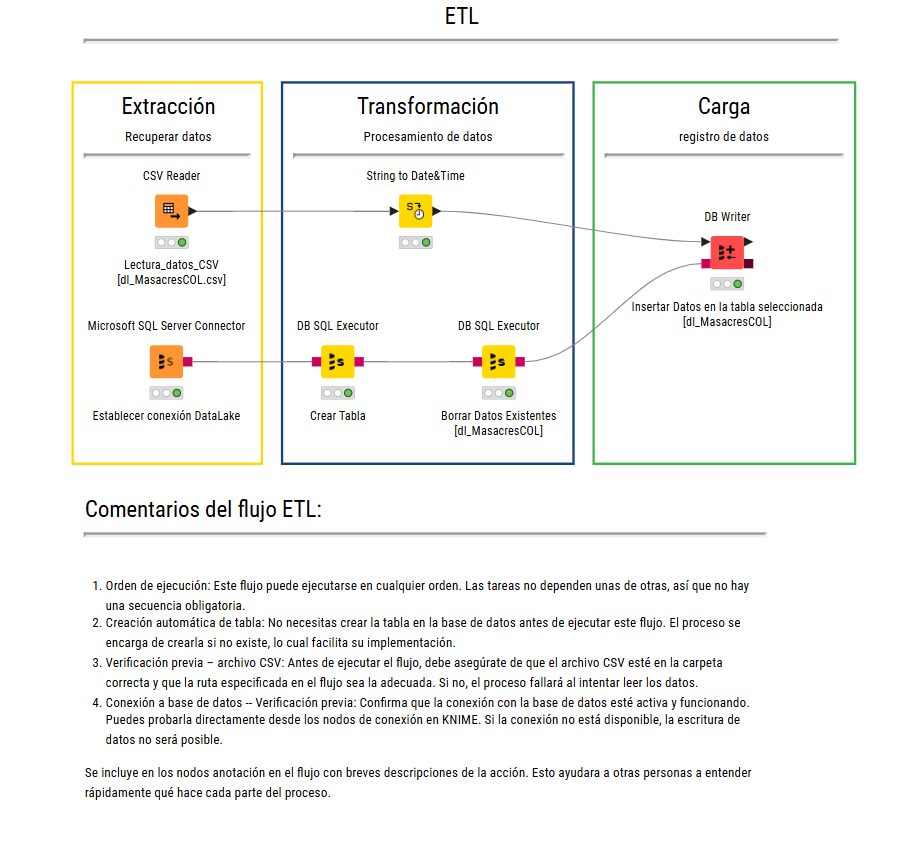 ETL
Extracción
Recuperar datos
Transformación
Procesamiento de datos
Carga
registro de datos
CSV Reader
String to Date&Time
DB Writer
Lectura_datos_CSV
[dl_MasacresCOL.csv]
Insertar Datos en la tabla seleccionada
[dl_MasacresCOL]
Microsoft SQL Server Connector
DB SQL Executor
DB SQL Executor
Establecer conexión DataLake
Crear Tabla
Borrar Datos Existentes
[dl_MasacresCOL]
Comentarios del flujo ETL:
1. Orden de ejecución: Este flujo puede ejecutarse en cualquier orden. Las tareas no dependen unas de otras, así que no hay
una secuencia obligatoria.
2. Creación automática de tabla: No necesitas crear la tabla en la base de datos antes de ejecutar este flujo. El proceso se
encarga de crearla si no existe, lo cual facilita su implementación.
3. Verificación previa – archivo CSV: Antes de ejecutar el flujo, debe asegúrate de que el archivo CSV esté en la carpeta
correcta y que la ruta especificada en el flujo sea la adecuada. Si no, el proceso fallará al intentar leer los datos.
4. Conexión a base de datos -- Verificación previa: Confirma que la conexión con la base de datos esté activa y funcionando.
Puedes probarla directamente desde los nodos de conexión en KNIME. Si la conexión no está disponible, la escritura de
datos no será posible.
Se incluye en los nodos anotación en el flujo con breves descripciones de la acción. Esto ayudara a otras personas a entender
rápidamente qué hace cada parte del proceso.